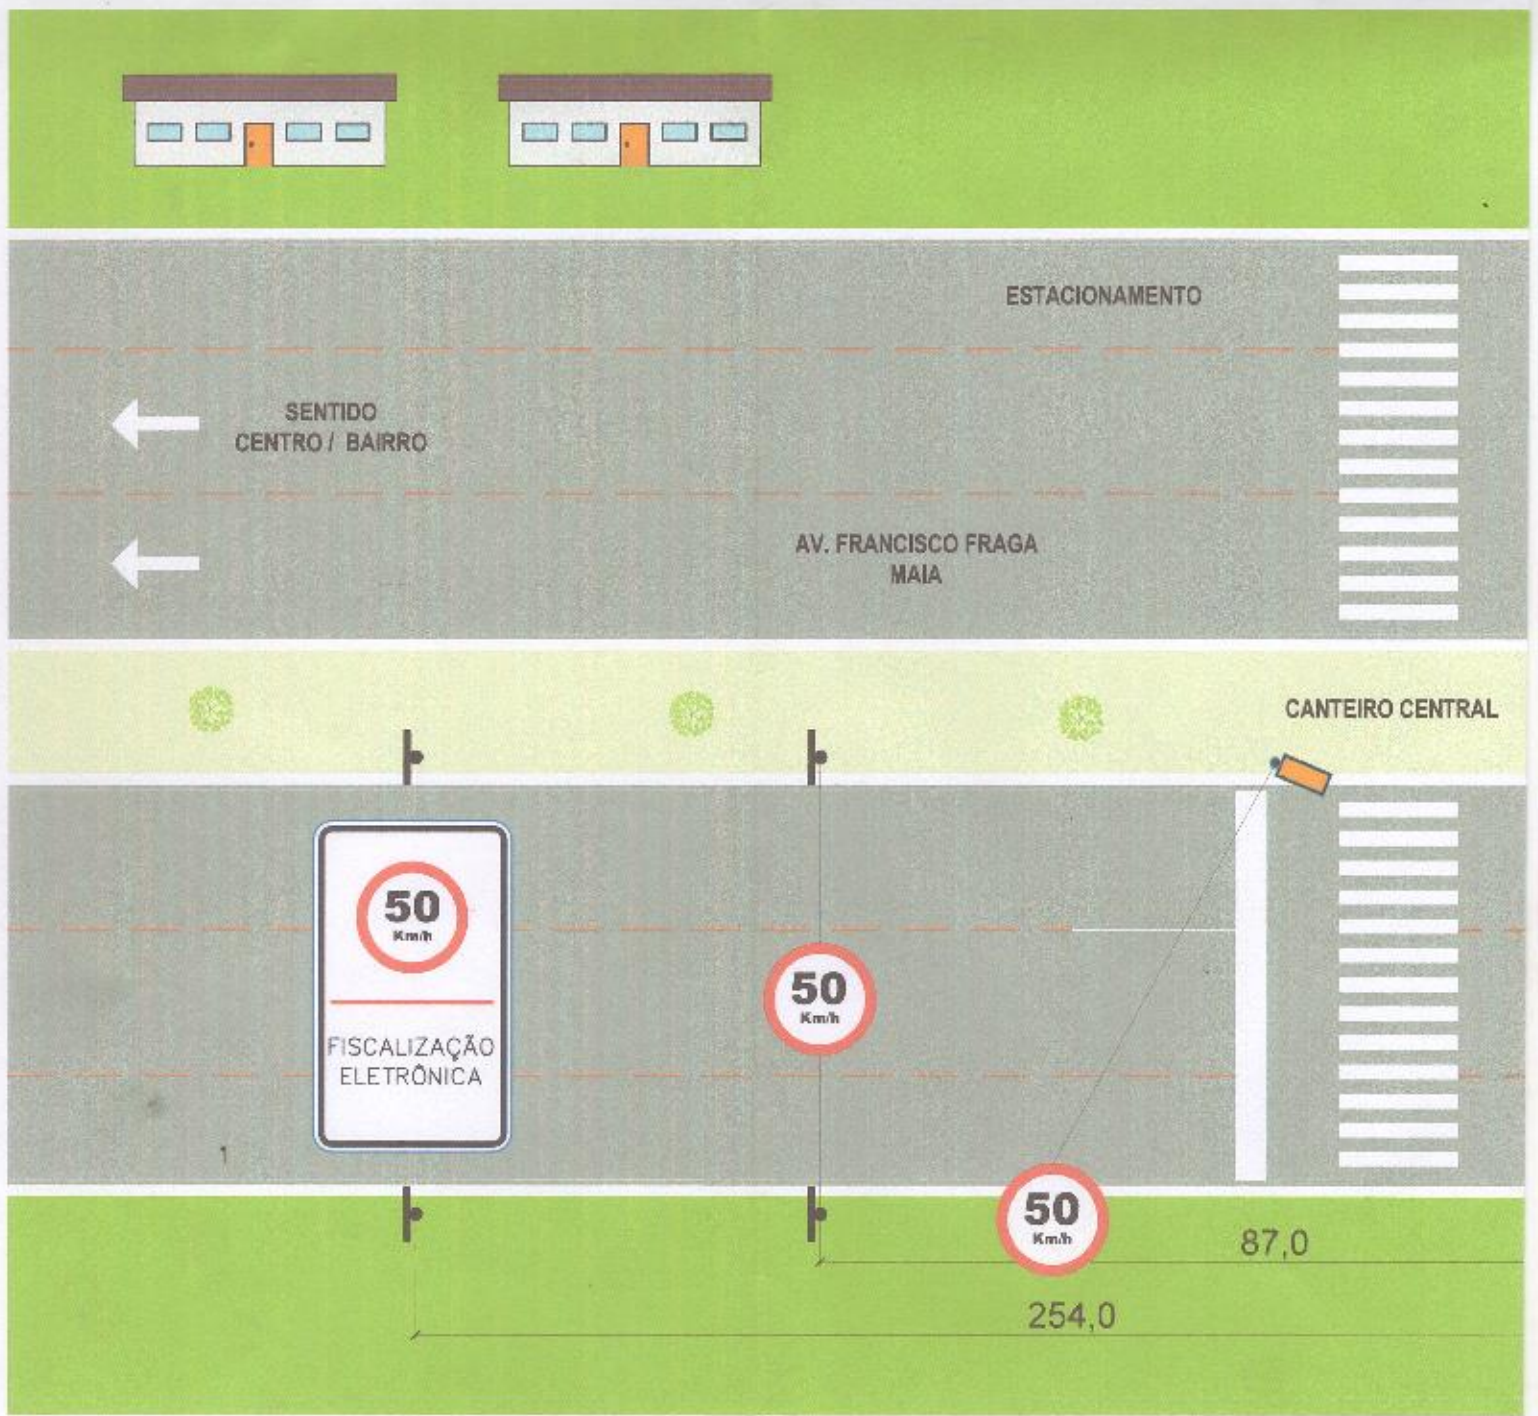 ESTACIONAMENTO
SENTIDO
CENTRO / BAIRRO
AV. FRANCISCO FRAGA
MAIA
CANTEIRO CENTRAL
50
Km/h
FISCALIZAÇÃO
ELETRÔNICA
50
Km/h
50
Km/h
87,0
254,0